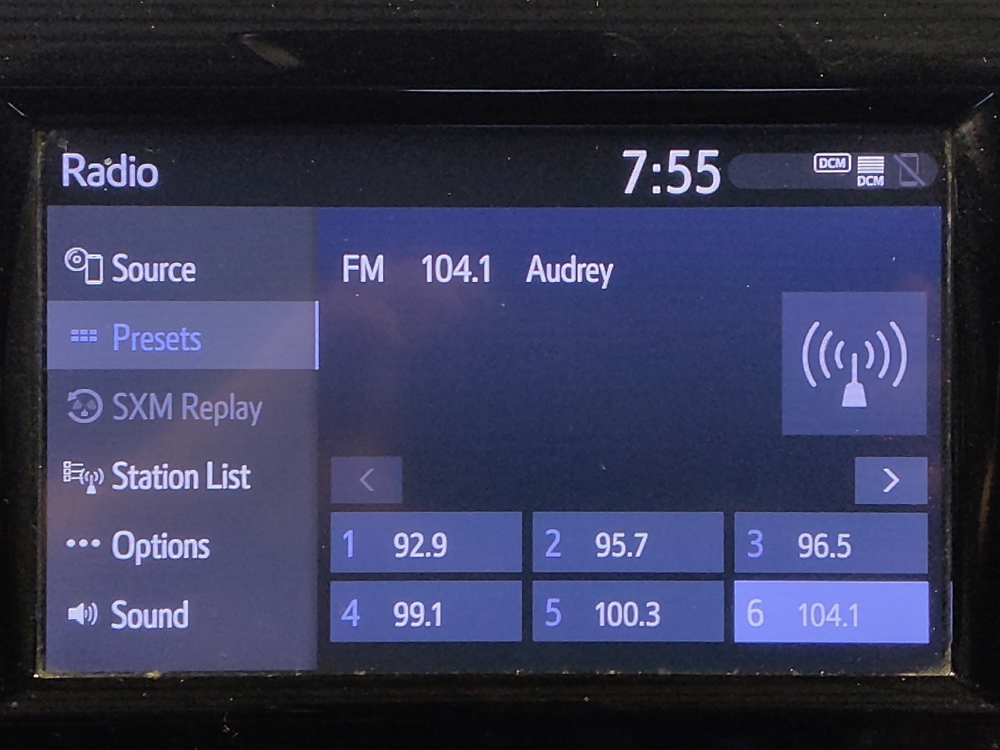 Radio
7:55
DCM
DCM
Source
Presets
SXM Replay
Station List
Options
Sound
FM 104.1 Audrey
<
>
1 92.9
2 95.7
3 96.5
4 99.1
5 100.3
6 104.1